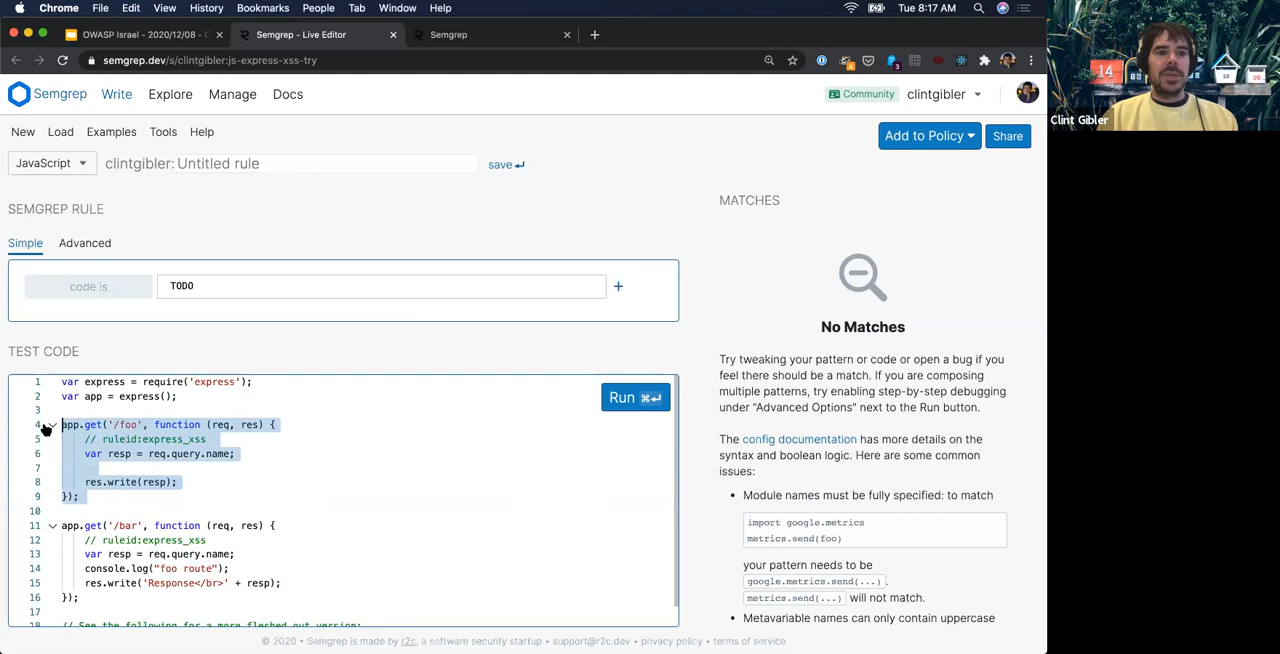 Chrome File Edit View History Bookmarks People Tab Window Help
Tue 8:17 AM
OWASP Israel - 2020/12/08 -
Semgrep - Live Editor
Semgrep
semgrep.dev/s/clintgibler:js-express-xss-try
Semgrep Write Explore Manage Docs
Community clintgibler
New Load Examples Tools Help
Add to Policy Share
JavaScript clintgibler: Untitled rule save
SEMGREP RULE
Simple Advanced
code is TODO +
TEST CODE
Run
1 var express = require('express');
2 var app = express();
3
4 app.get('/foo', function (req, res) {
5 // ruleid:express_xss
6 var resp = req.query.name;
7
8 res.write(resp);
9 });
10
11 app.get('/bar', function (req, res) {
12 // ruleid:express_xss
13 var resp = req.query.name;
14 console.log("foo route");
15 res.write('Response</br>' + resp);
16 });
17
18 // See the following for a more fleshed out version:
MATCHES
No Matches
Try tweaking your pattern or code or open a bug if you
feel there should be a match. If you are composing
multiple patterns, try enabling step-by-step debugging
under "Advanced Options" next to the Run button.
The config documentation has more details on the
syntax and boolean logic. Here are some common
issues:
• Module names must be fully specified: to match
import google.metrics
metrics.send(foo)
your pattern needs to be
google.metrics.send(...).
metrics.send(...) will not match.
• Metavariable names can only contain uppercase
© 2020 • Semgrep is made by r2c, a software security startup • support@r2c.dev • privacy policy • terms of service
14
Clint Gibler